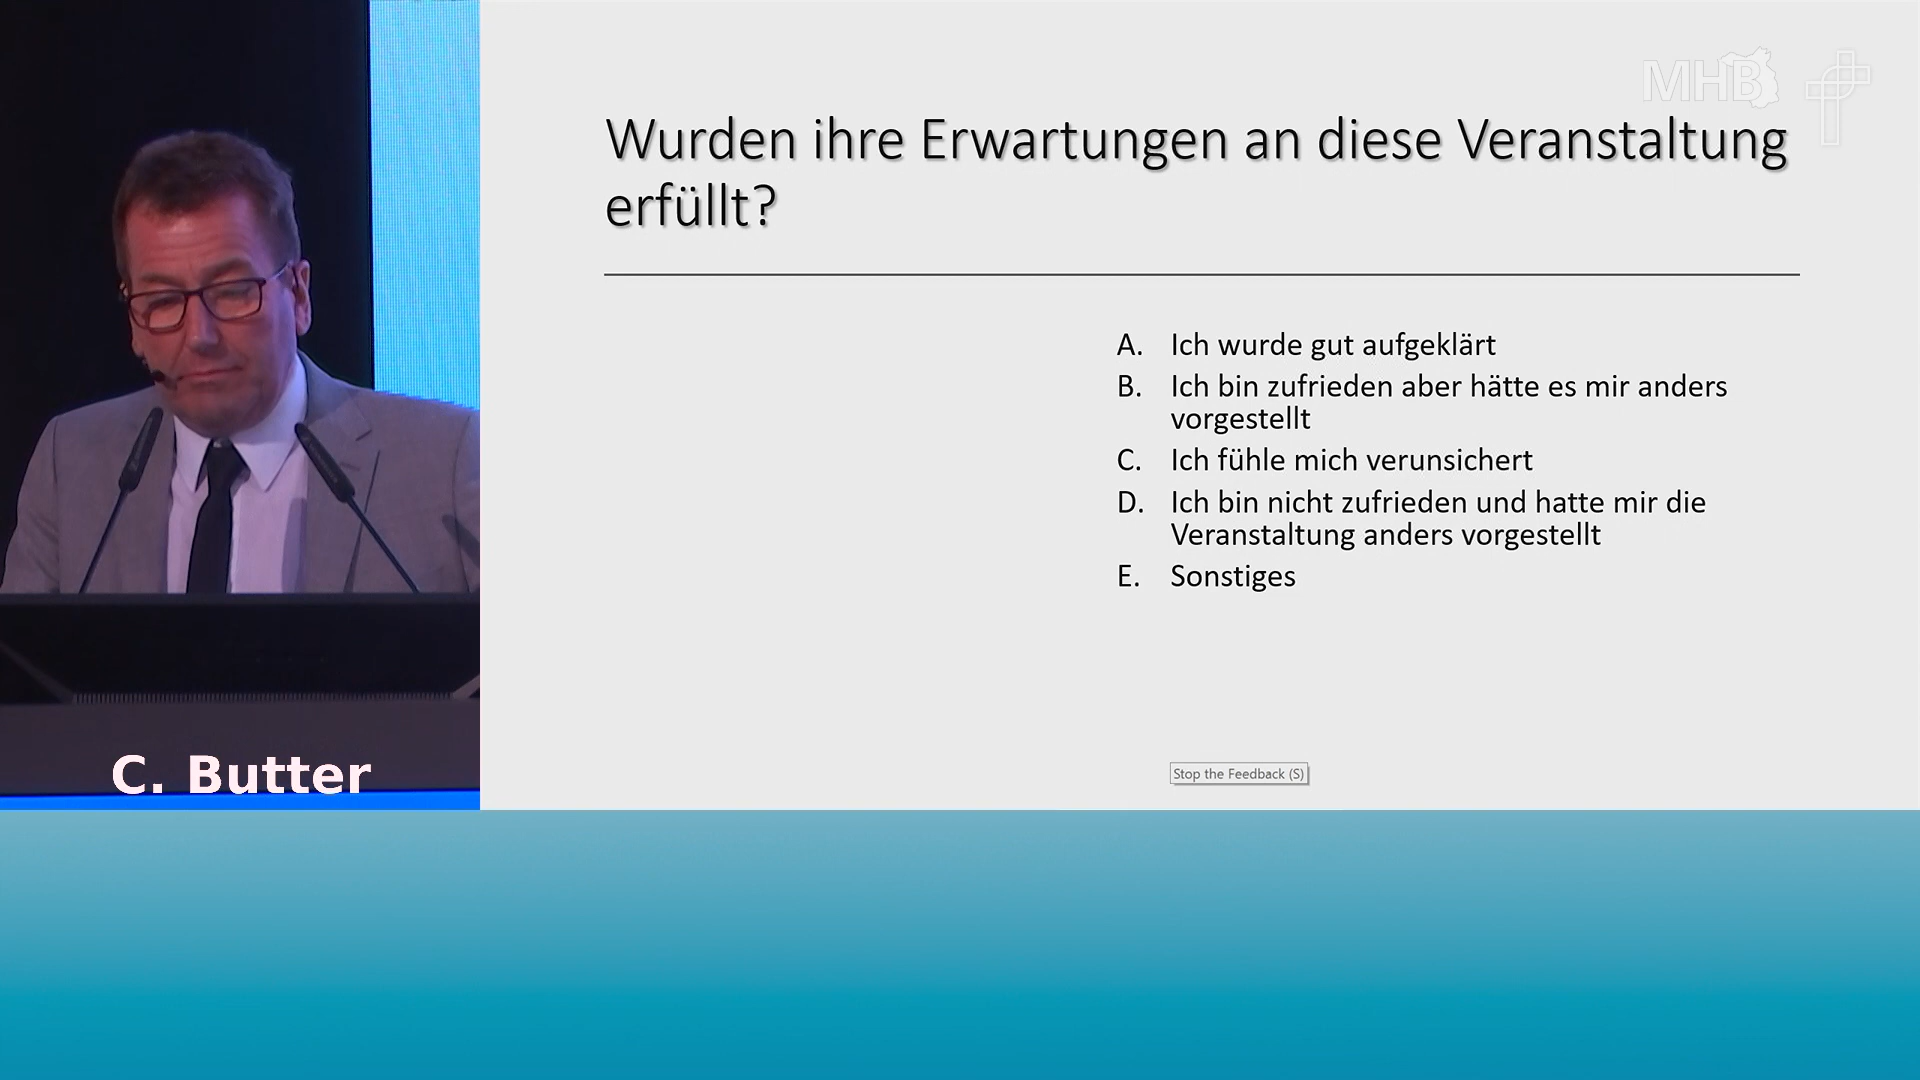 MHB
Wurden ihre Erwartungen an diese Veranstaltung
erfüllt?
A. Ich wurde gut aufgeklärt
B. Ich bin zufrieden aber hätte es mir anders
vorgestellt
C. Ich fühle mich verunsichert
D. Ich bin nicht zufrieden und hatte mir die
Veranstaltung anders vorgestellt
E. Sonstiges
Stop the Feedback (S)
C. Butter